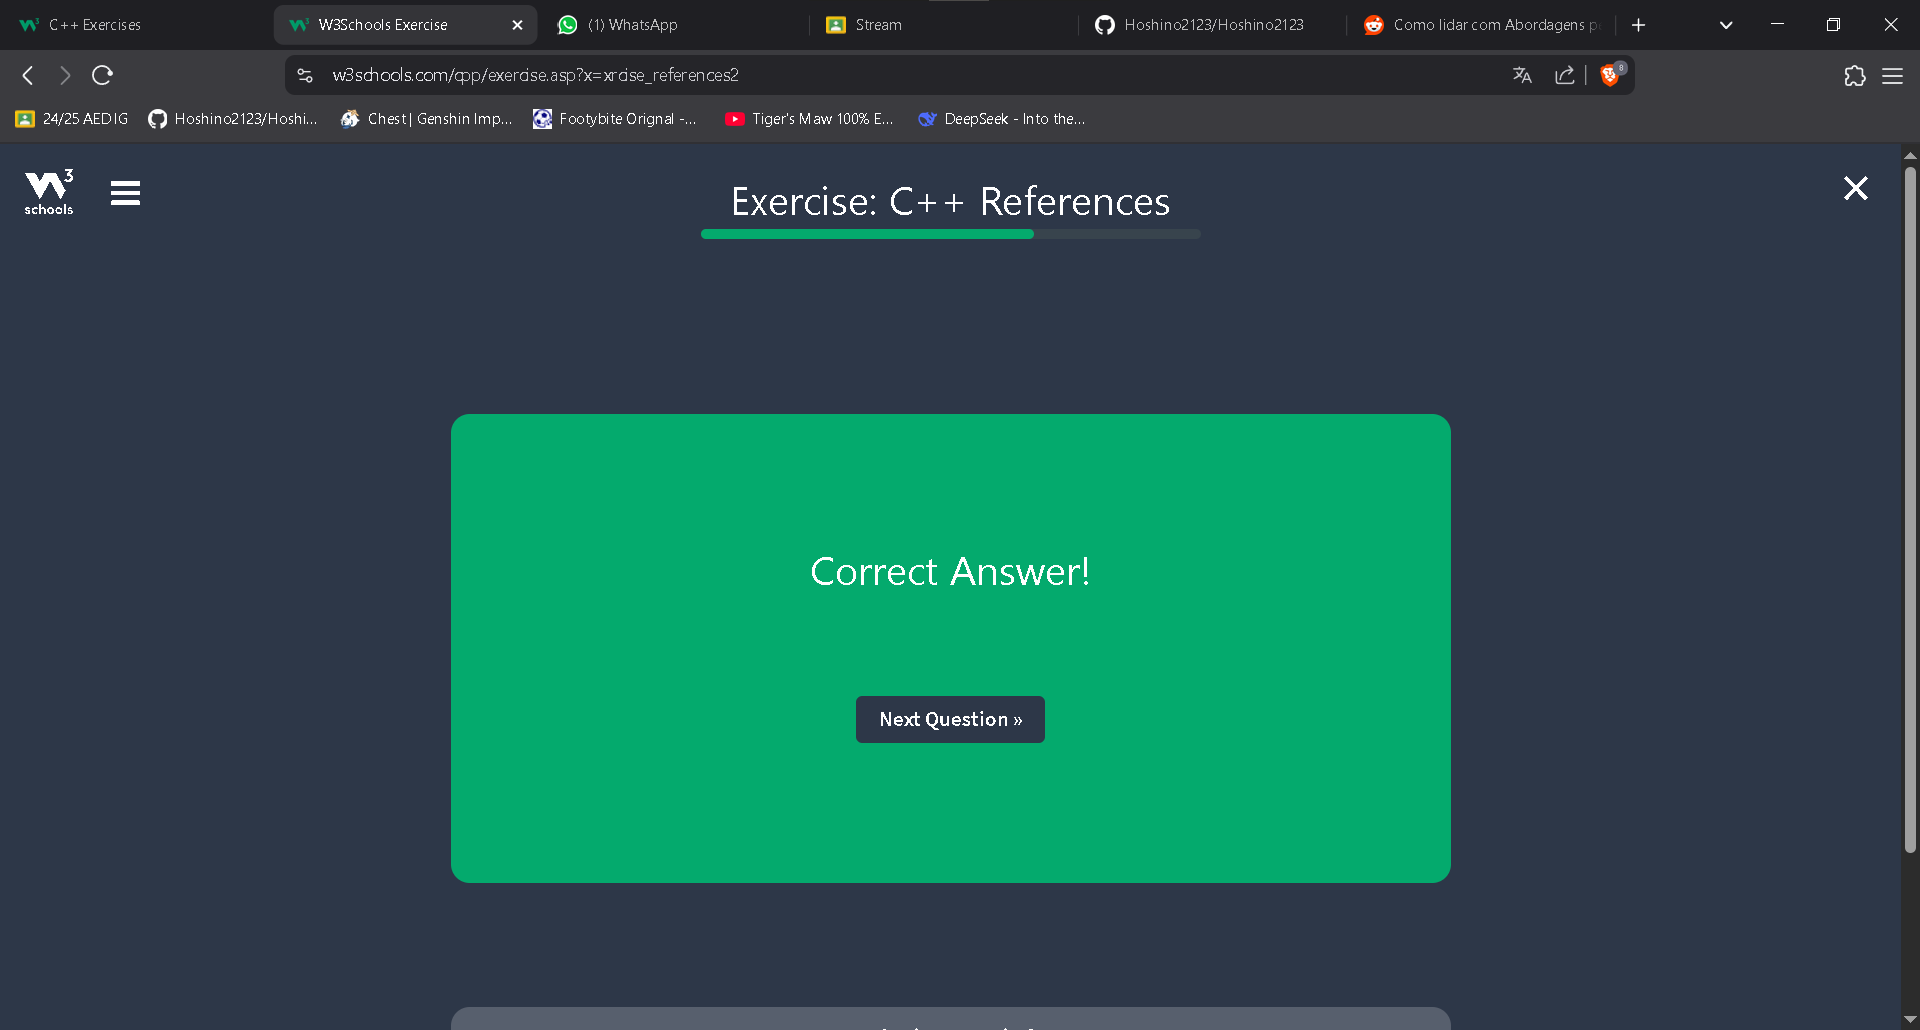 C++ Exercises
W3Schools Exercise
(1) WhatsApp
Stream
Hoshino2123/Hoshino2123
Como lidar com Abordagens pe
w3schools.com/cpp/exercise.asp?x=xrcise_references2
24/25 AEDIG
Hoshino2123/Hoshi...
Chest | Genshin Imp...
Footybite Orignal -...
Tiger's Maw 100% E...
DeepSeek - Into the...
W3
schools
Exercise: C++ References
Correct Answer!
Next Question »